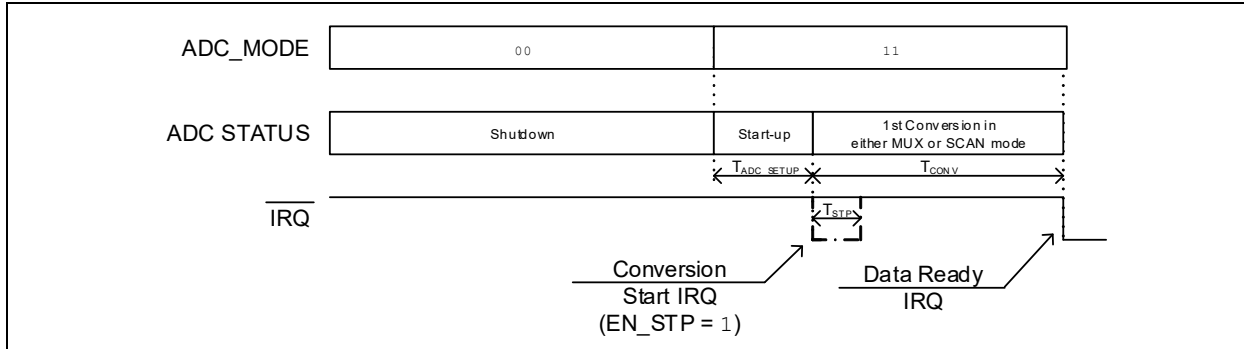 ADC_MODE 00 11
ADC STATUS Shutdown Start-up 1st Conversion in
either MUX or SCAN mode
TADC_SETUP TCONV
IRQ TSTP
Conversion
Start IRQ
(EN_STP = 1)
Data Ready
IRQ